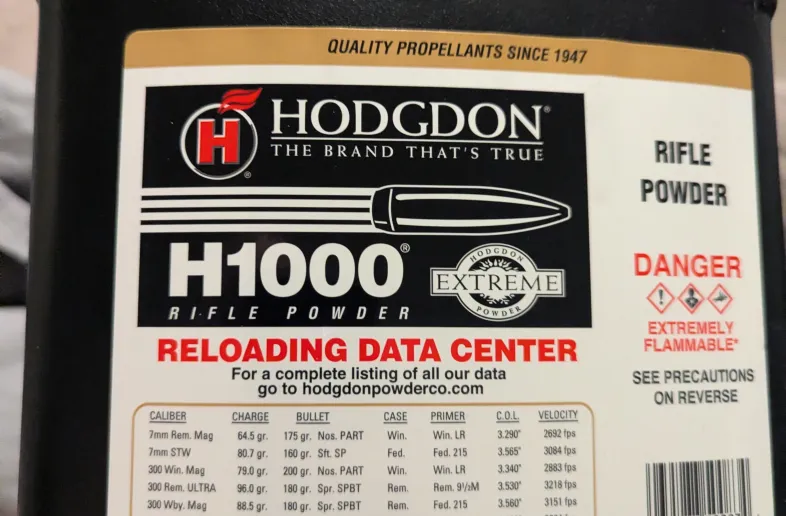 QUALITY PROPELLANTS SINCE 1947
H
®
HODGDON®
THE BRAND THAT'S TRUE
H1000®
RIFLE POWDER
HODGDON
EXTREME
POWDER
RELOADING DATA CENTER
For a complete listing of all our data
go to hodgdonpowderco.com
CALIBER CHARGE BULLET CASE PRIMER C.O.L. VELOCITY
7mm Rem. Mag 64.5 gr. 175 gr. Nos. PART Win. Win. LR 3.290" 2692 fps
7mm STW 80.7 gr. 160 gr. Sft. SP Fed. Fed. 215 3.565" 3084 fps
300 Win. Mag 79.0 gr. 200 gr. Nos. PART Win. Win. LR 3.340" 2883 fps
300 Rem. ULTRA 96.0 gr. 180 gr. Spr. SPBT Rem. Rem. 9½M 3.530" 3218 fps
300 Wby. Mag 88.5 gr. 180 gr. Spr. SPBT Rem. Fed. 215 3.560" 3151 fps
RIFLE
POWDER
DANGER
EXTREMELY
FLAMMABLE*
SEE PRECAUTIONS
ON REVERSE